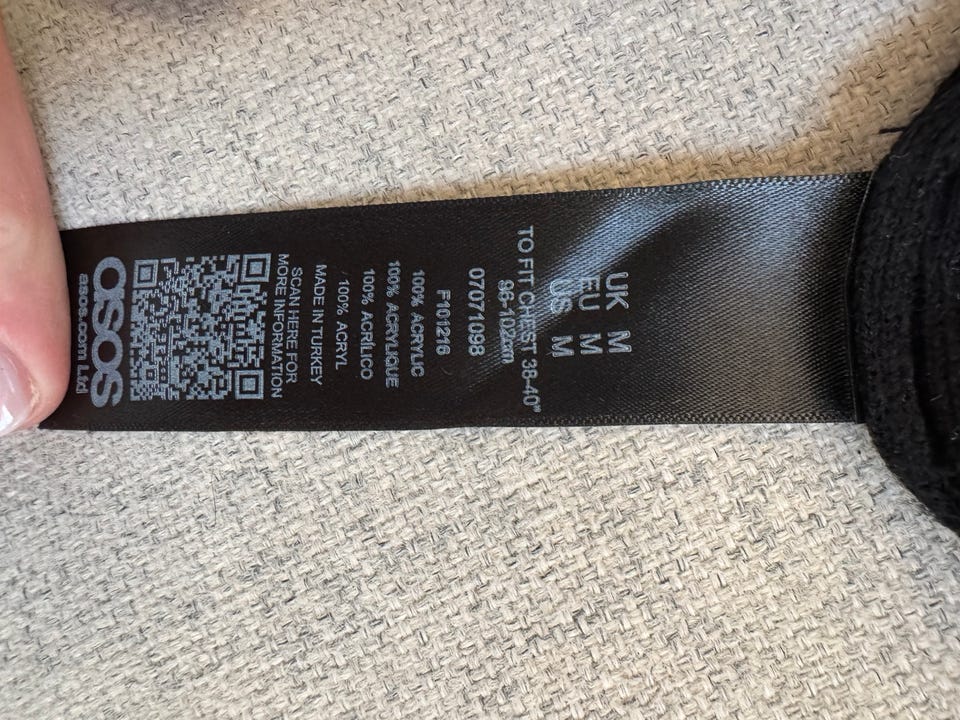 UK M
EU M
US M
TO FIT CHEST 38-40"
96-102cm
07071098
F101216
100% ACRYLIC
100% ACRYLIQUE
100% ACRÍLICO
100% ACRYL
MADE IN TURKEY
SCAN HERE FOR
MORE INFORMATION
asos
asos.com Ltd